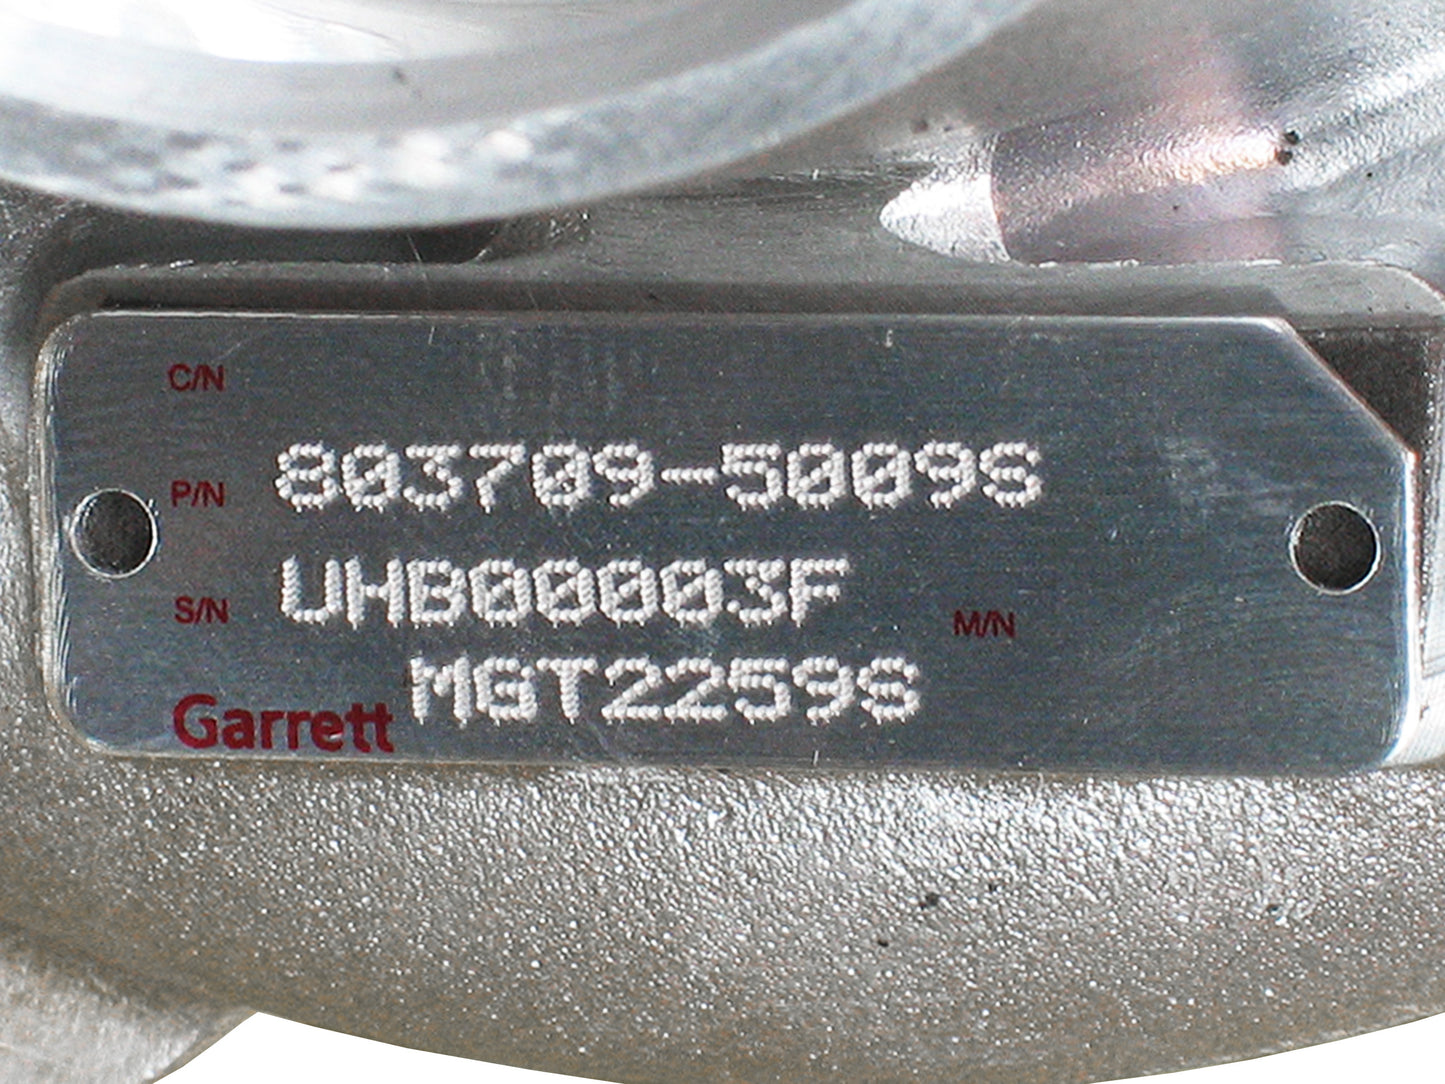 C/N
P/N 803709-5009S
S/N UHB00003F M/N
Garrett MGT2259S